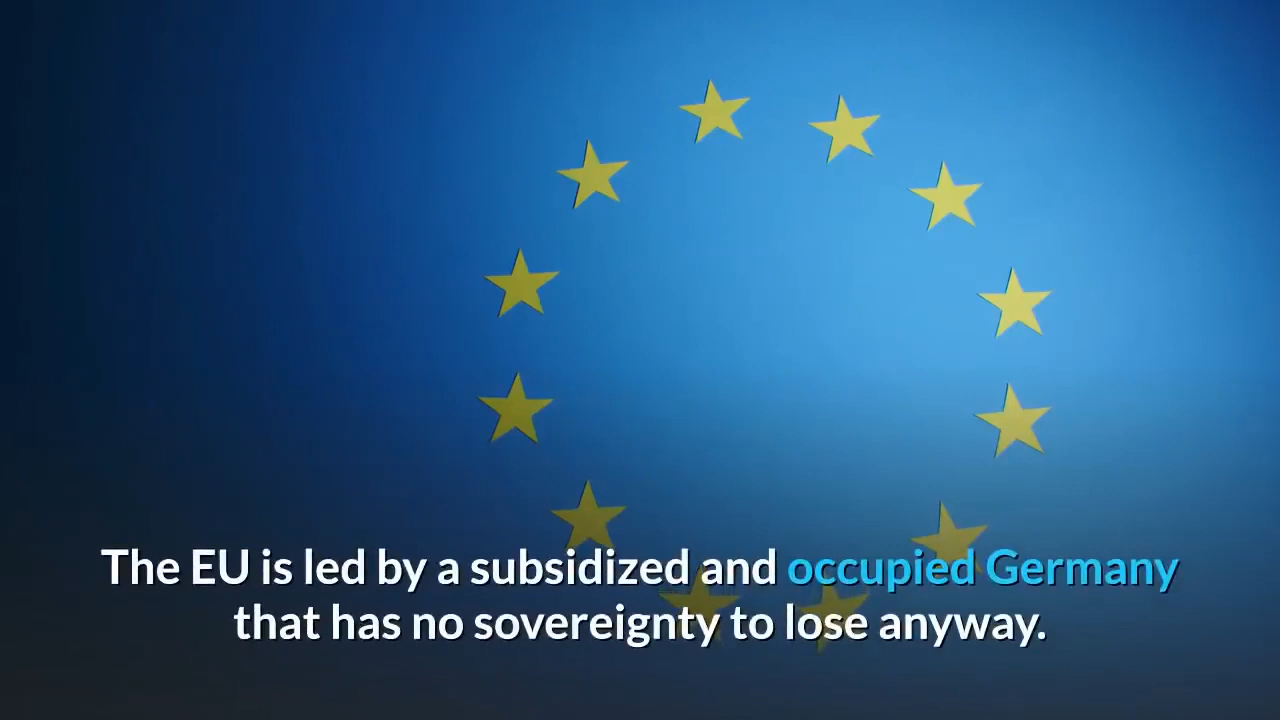 The EU is led by a subsidized and occupied Germany
that has no sovereignty to lose anyway.